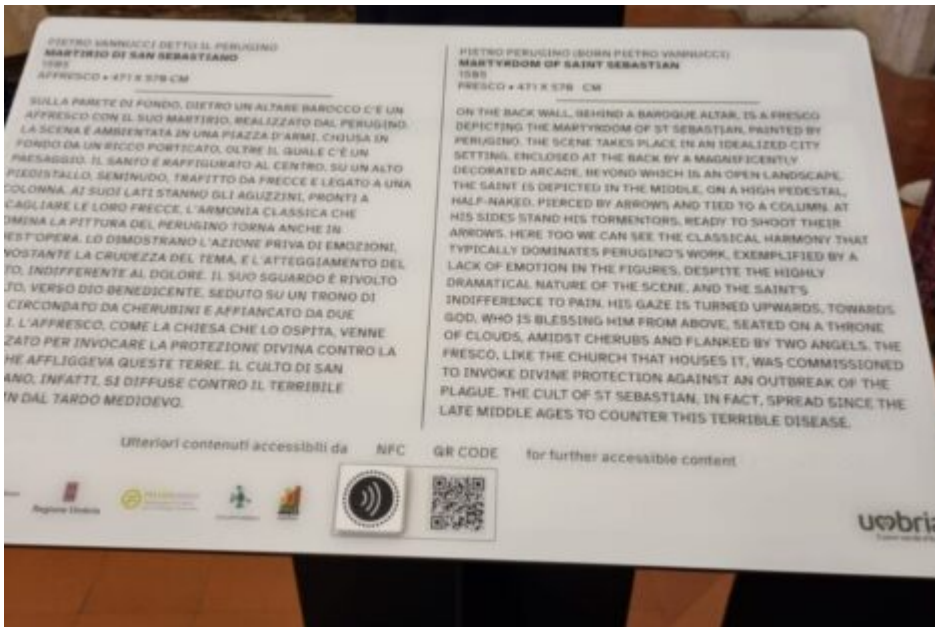 PIETRO VANNUCCI DETTO IL PERUGINO
MARTIRIO DI SAN SEBASTIANO
AFFRESCO • 471 X 578 CM
SULLA PARETE DI FONDO, DIETRO UN ALTARE BAROCCO C'È UN
AFFRESCO CON IL SUO MARTIRIO, REALIZZATO DAL PERUGINO.
LA SCENA È AMBIENTATA IN UNA PIAZZA D'ARMI, CHIUSA IN
FONDO DA UN RICCO PORTICATO, OLTRE IL QUALE C'È UN
PAESAGGIO. IL SANTO È RAFFIGURATO AL CENTRO, SU UN ALTO
PIEDISTALLO, SEMINUDO, TRAFITTO DA FRECCE E LEGATO A UNA
COLONNA. AI SUOI LATI STANNO GLI AGUZZINI, PRONTI A
CAGLIARE LE LORO FRECCE. L'ARMONIA CLASSICA CHE
OMINA LA PITTURA DEL PERUGINO TORNA ANCHE IN
EST'OPERA. LO DIMOSTRANO L'AZIONE PRIVA DI EMOZIONI,
NOSTANTE LA CRUDEZZA DEL TEMA, E L'ATTEGGIAMENTO DEL
TO, INDIFFERENTE AL DOLORE. IL SUO SGUARDO È RIVOLTO
TO, VERSO DIO BENEDICENTE, SEDUTO SU UN TRONO DI
CIRCONDATO DA CHERUBINI E AFFIANCATO DA DUE
I. L'AFFRESCO, COME LA CHIESA CHE LO OSPITA, VENNE
ZZATO PER INVOCARE LA PROTEZIONE DIVINA CONTRO LA
HE AFFLIGGEVA QUESTE TERRE. IL CULTO DI SAN
ANO, INFATTI, SI DIFFUSE CONTRO IL TERRIBILE
IN DAL TARDO MEDIOEVO.
PIETRO PERUGINO (BORN PIETRO VANNUCCI)
MARTYRDOM OF SAINT SEBASTIAN
FRESCO • 471 X 578 CM
ON THE BACK WALL, BEHIND A BAROQUE ALTAR, IS A FRESCO
DEPICTING THE MARTYRDOM OF ST SEBASTIAN, PAINTED BY
PERUGINO. THE SCENE TAKES PLACE IN AN IDEALIZED CITY
SETTING, ENCLOSED AT THE BACK BY A MAGNIFICENTLY
DECORATED ARCADE, BEYOND WHICH IS AN OPEN LANDSCAPE.
THE SAINT IS DEPICTED IN THE MIDDLE, ON A HIGH PEDESTAL,
HALF-NAKED, PIERCED BY ARROWS AND TIED TO A COLUMN. AT
HIS SIDES STAND HIS TORMENTORS, READY TO SHOOT THEIR
ARROWS. HERE TOO WE CAN SEE THE CLASSICAL HARMONY THAT
TYPICALLY DOMINATES PERUGINO'S WORK, EXEMPLIFIED BY A
LACK OF EMOTION IN THE FIGURES, DESPITE THE HIGHLY
DRAMATICAL NATURE OF THE SCENE, AND THE SAINT'S
INDIFFERENCE TO PAIN. HIS GAZE IS TURNED UPWARDS, TOWARDS
GOD, WHO IS BLESSING HIM FROM ABOVE, SEATED ON A THRONE
OF CLOUDS, AMIDST CHERUBS AND FLANKED BY TWO ANGELS. THE
FRESCO, LIKE THE CHURCH THAT HOUSES IT, WAS COMMISSIONED
TO INVOKE DIVINE PROTECTION AGAINST AN OUTBREAK OF THE
PLAGUE. THE CULT OF ST SEBASTIAN, IN FACT, SPREAD SINCE THE
LATE MIDDLE AGES TO COUNTER THIS TERRIBLE DISEASE.
Ulteriori contenuti accessibili da NFC QR CODE for further accessible content
Regione Umbria
umbria